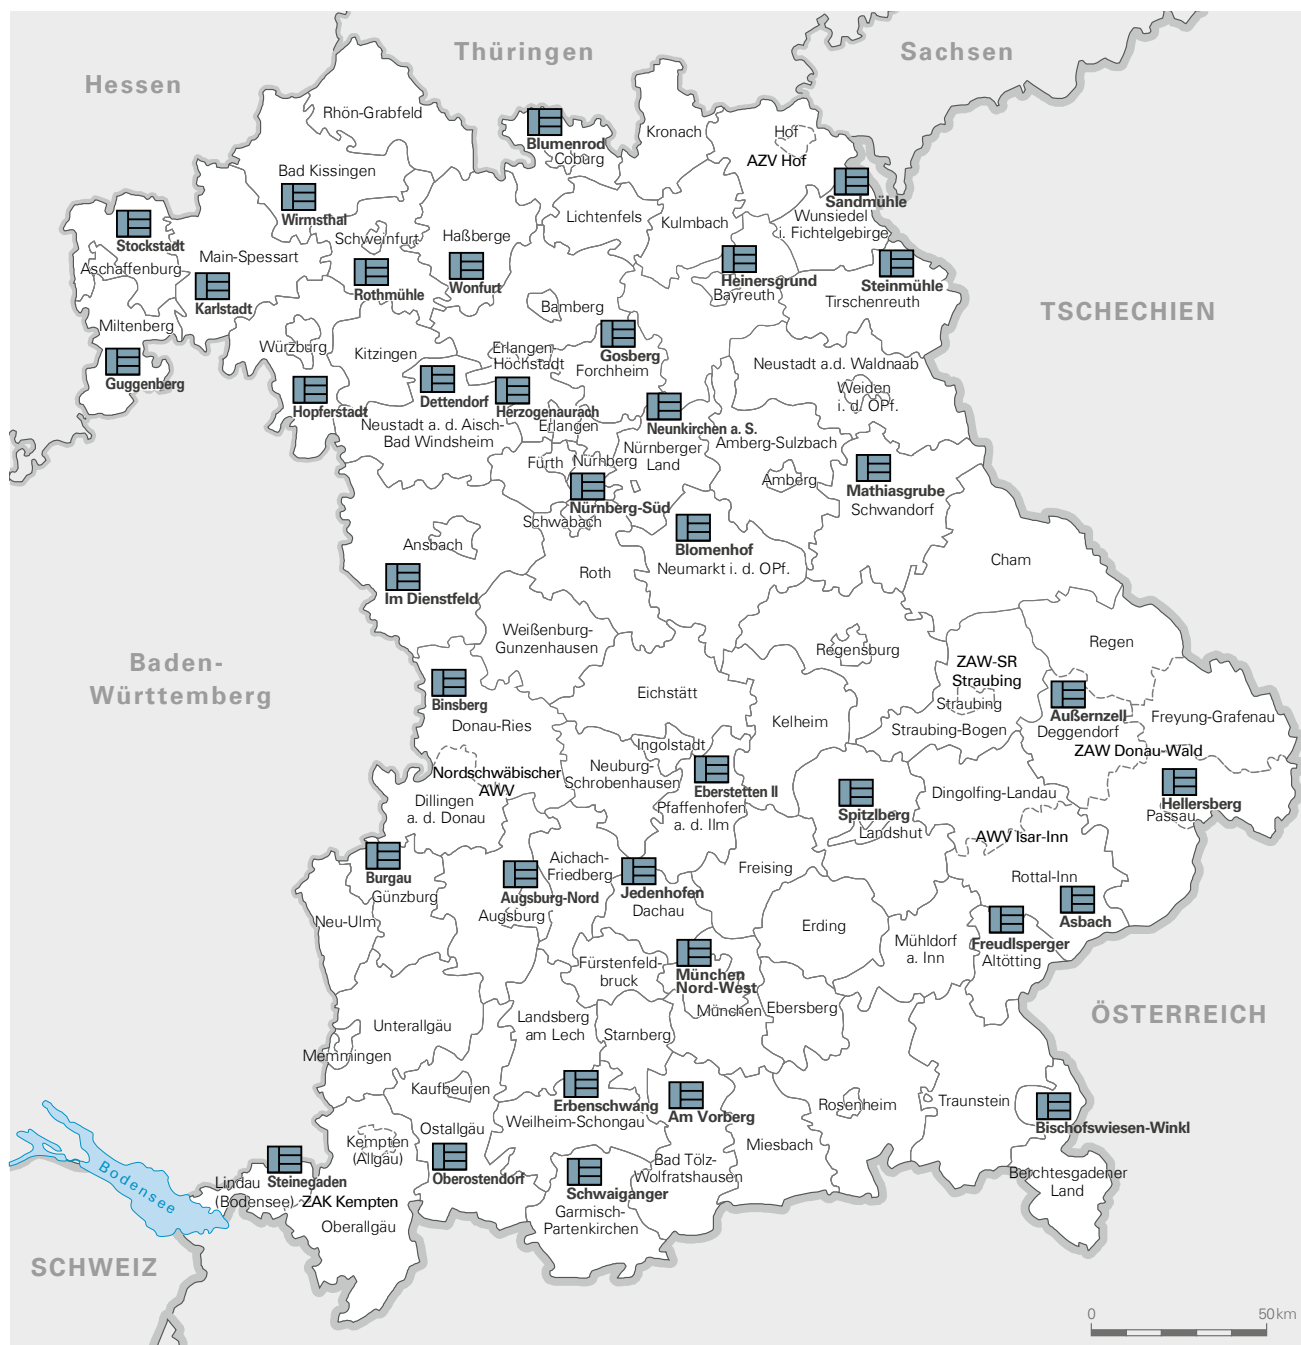 Thüringen
Sachsen
Hessen
Rhön-Grabfeld
Kronach
Hof
Blumenrod
Coburg
AZV Hof
Bad Kissingen
Sandmühle
Wirmsthal
Lichtenfels
Kulmbach
Wunsiedel
i. Fichtelgebirge
Stockstadt
Schweinfurt
Haßberge
Main-Spessart
Aschaffenburg
Heinersgrund
Steinmühle
Bayreuth
Tirschenreuth
Rothmühle
Wonfurt
Karlstadt
Bamberg
TSCHECHIEN
Miltenberg
Würzburg
Kitzingen
Erlangen-
Höchstadt
Gosberg
Forchheim
Neustadt a.d. Waldnaab
Guggenberg
Weiden
i. d. OPf.
Hopferstadt
Dettendorf
Herzogenaurach
Neunkirchen a. S.
Neustadt a. d. Aisch-
Bad Windsheim
Erlangen
Amberg-Sulzbach
Nürnberger
Land
Fürth
Nürnberg
Amberg
Mathiasgrube
Schwandorf
Nürnberg-Süd
Schwabach
Ansbach
Blomenhof
Neumarkt i. d. OPf.
Cham
Roth
Im Dienstfeld
Weißenburg-
Gunzenhausen
Regensburg
Regen
Baden-
Württemberg
ZAW-SR
Straubing
Eichstätt
Binsberg
Straubing
Außernzell
Deggendorf
Freyung-Grafenau
Donau-Ries
Kelheim
Straubing-Bogen
Ingolstadt
ZAW Donau-Wald
Nordschwäbischer
AWV
Neuburg-
Schrobenhausen
Eberstetten II
Pfaffenhofen
a. d. Ilm
Dingolfing-Landau
Dillingen
a. d. Donau
Spitzlberg
Landshut
Hellersberg
Passau
AWV Isar-Inn
Aichach-
Friedberg
Freising
Burgau
Günzburg
Augsburg-Nord
Augsburg
Jedenhofen
Dachau
Rottal-Inn
Asbach
Neu-Ulm
Erding
Mühldorf
a. Inn
Freudlsperger
Altötting
Fürstenfeld-
bruck
München
Nord-West
München
Ebersberg
ÖSTERREICH
Landsberg
am Lech
Starnberg
Unterallgäu
Memmingen
Kaufbeuren
Erbenschwang
Weilheim-Schongau
Am Vorberg
Rosenheim
Traunstein
Bischofswiesen-Winkl
Ostallgäu
Kempten
(Allgäu)
Miesbach
Bad Tölz-
Wolfratshausen
Berchtesgadener
Land
Bodensee
Lindau
(Bodensee)
Steinegaden
Oberostendorf
Schwaiganger
ZAK Kempten
Garmisch-
Partenkirchen
Oberallgäu
SCHWEIZ
0
50 km